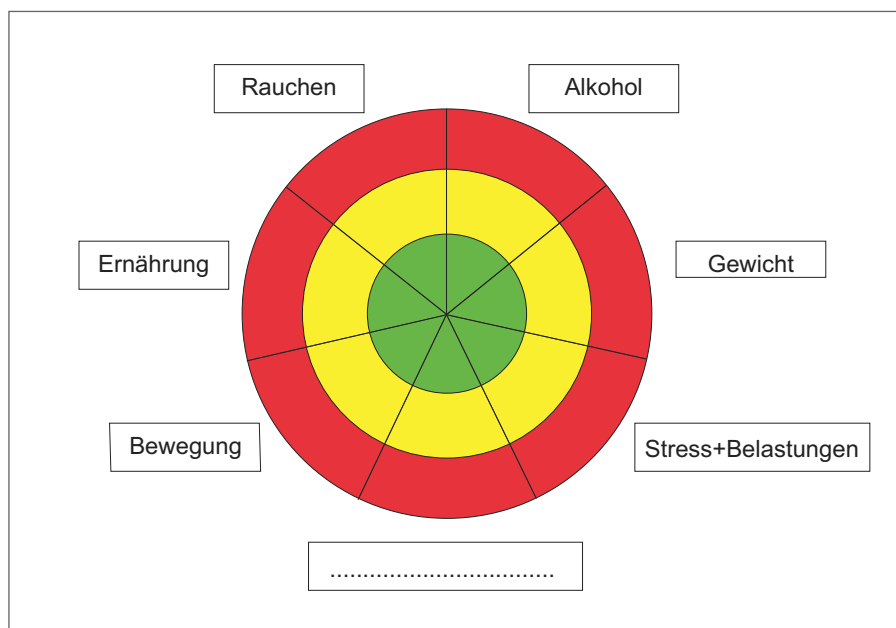 Rauchen
Alkohol
Ernährung
Gewicht
Bewegung
Stress+Belastungen
..................................